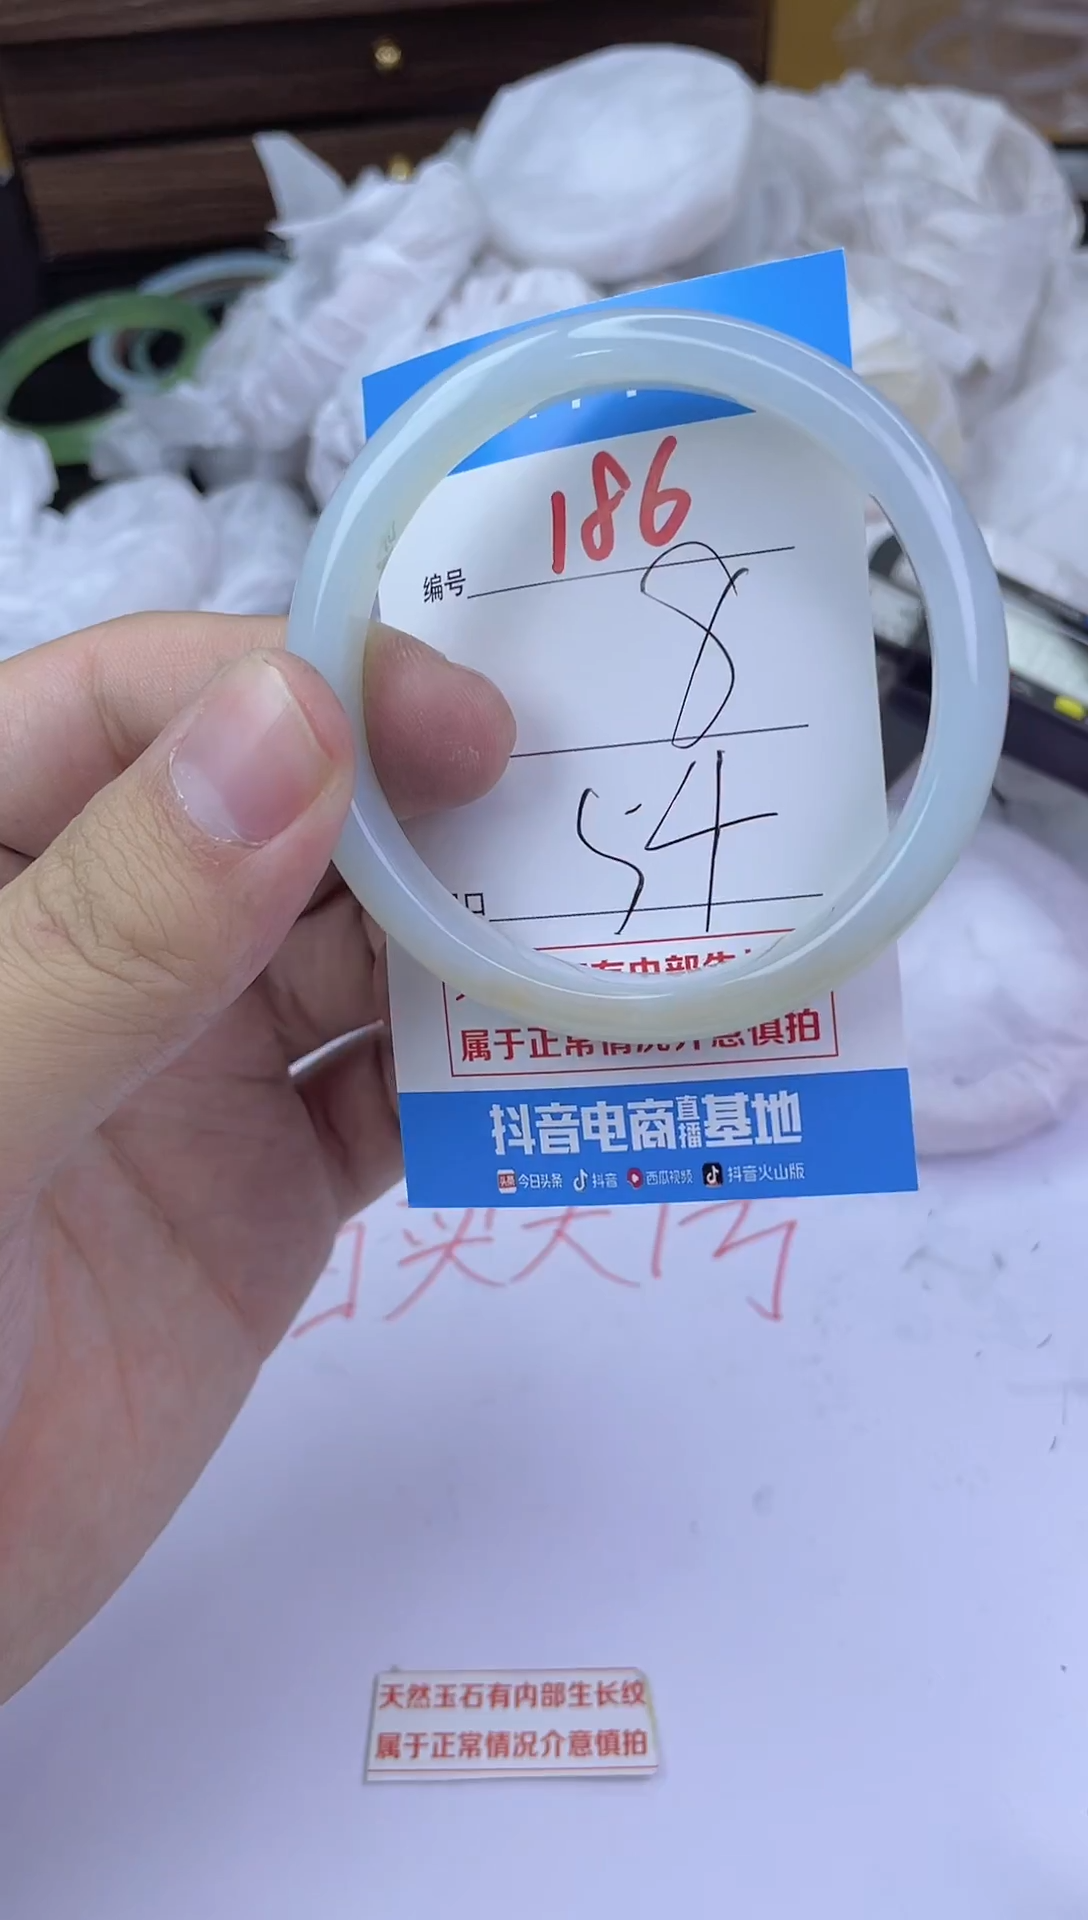 186
编号
8
54
属于正常情况介意慎拍
抖音电商直播基地
头条 今日头条 抖音 西瓜视频 抖音火山版
天然玉石有内部生长纹
属于正常情况介意慎拍